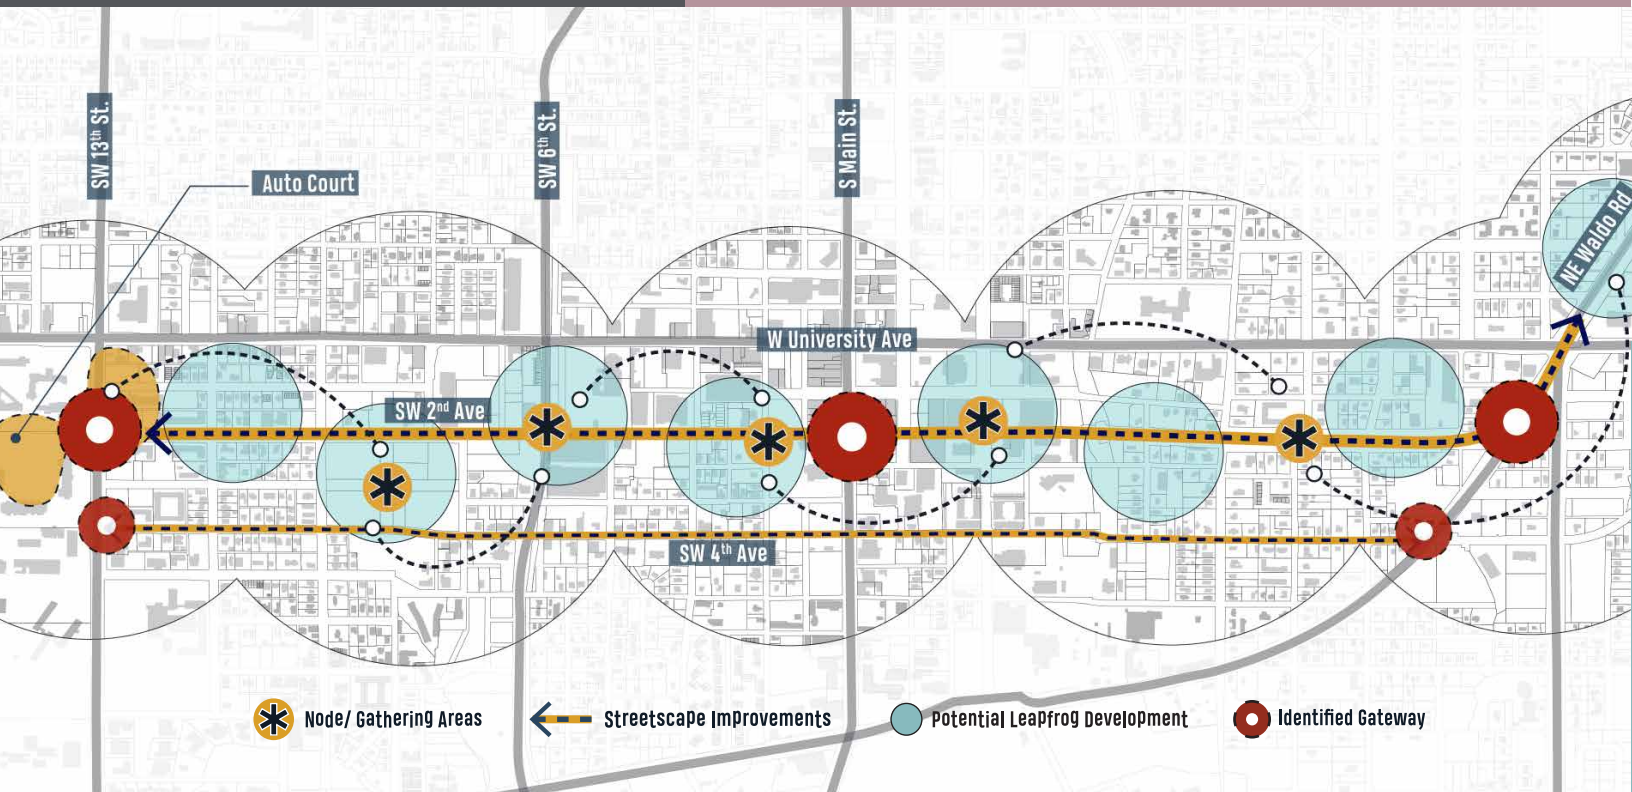 SW 13th St.
SW 6th St.
S Main St.
Auto Court
NE Waldo Rd
W University Ave
SW 2nd Ave
SW 4th Ave
Node/ Gathering Areas
Streetscape Improvements
Potential Leapfrog Development
Identified Gateway